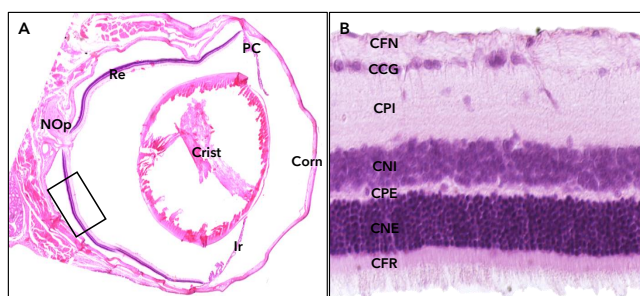 A
PC
Re
NOp
Crist
Corn
Ir
B
CFN
CCG
CPI
CNI
CPE
CNE
CFR